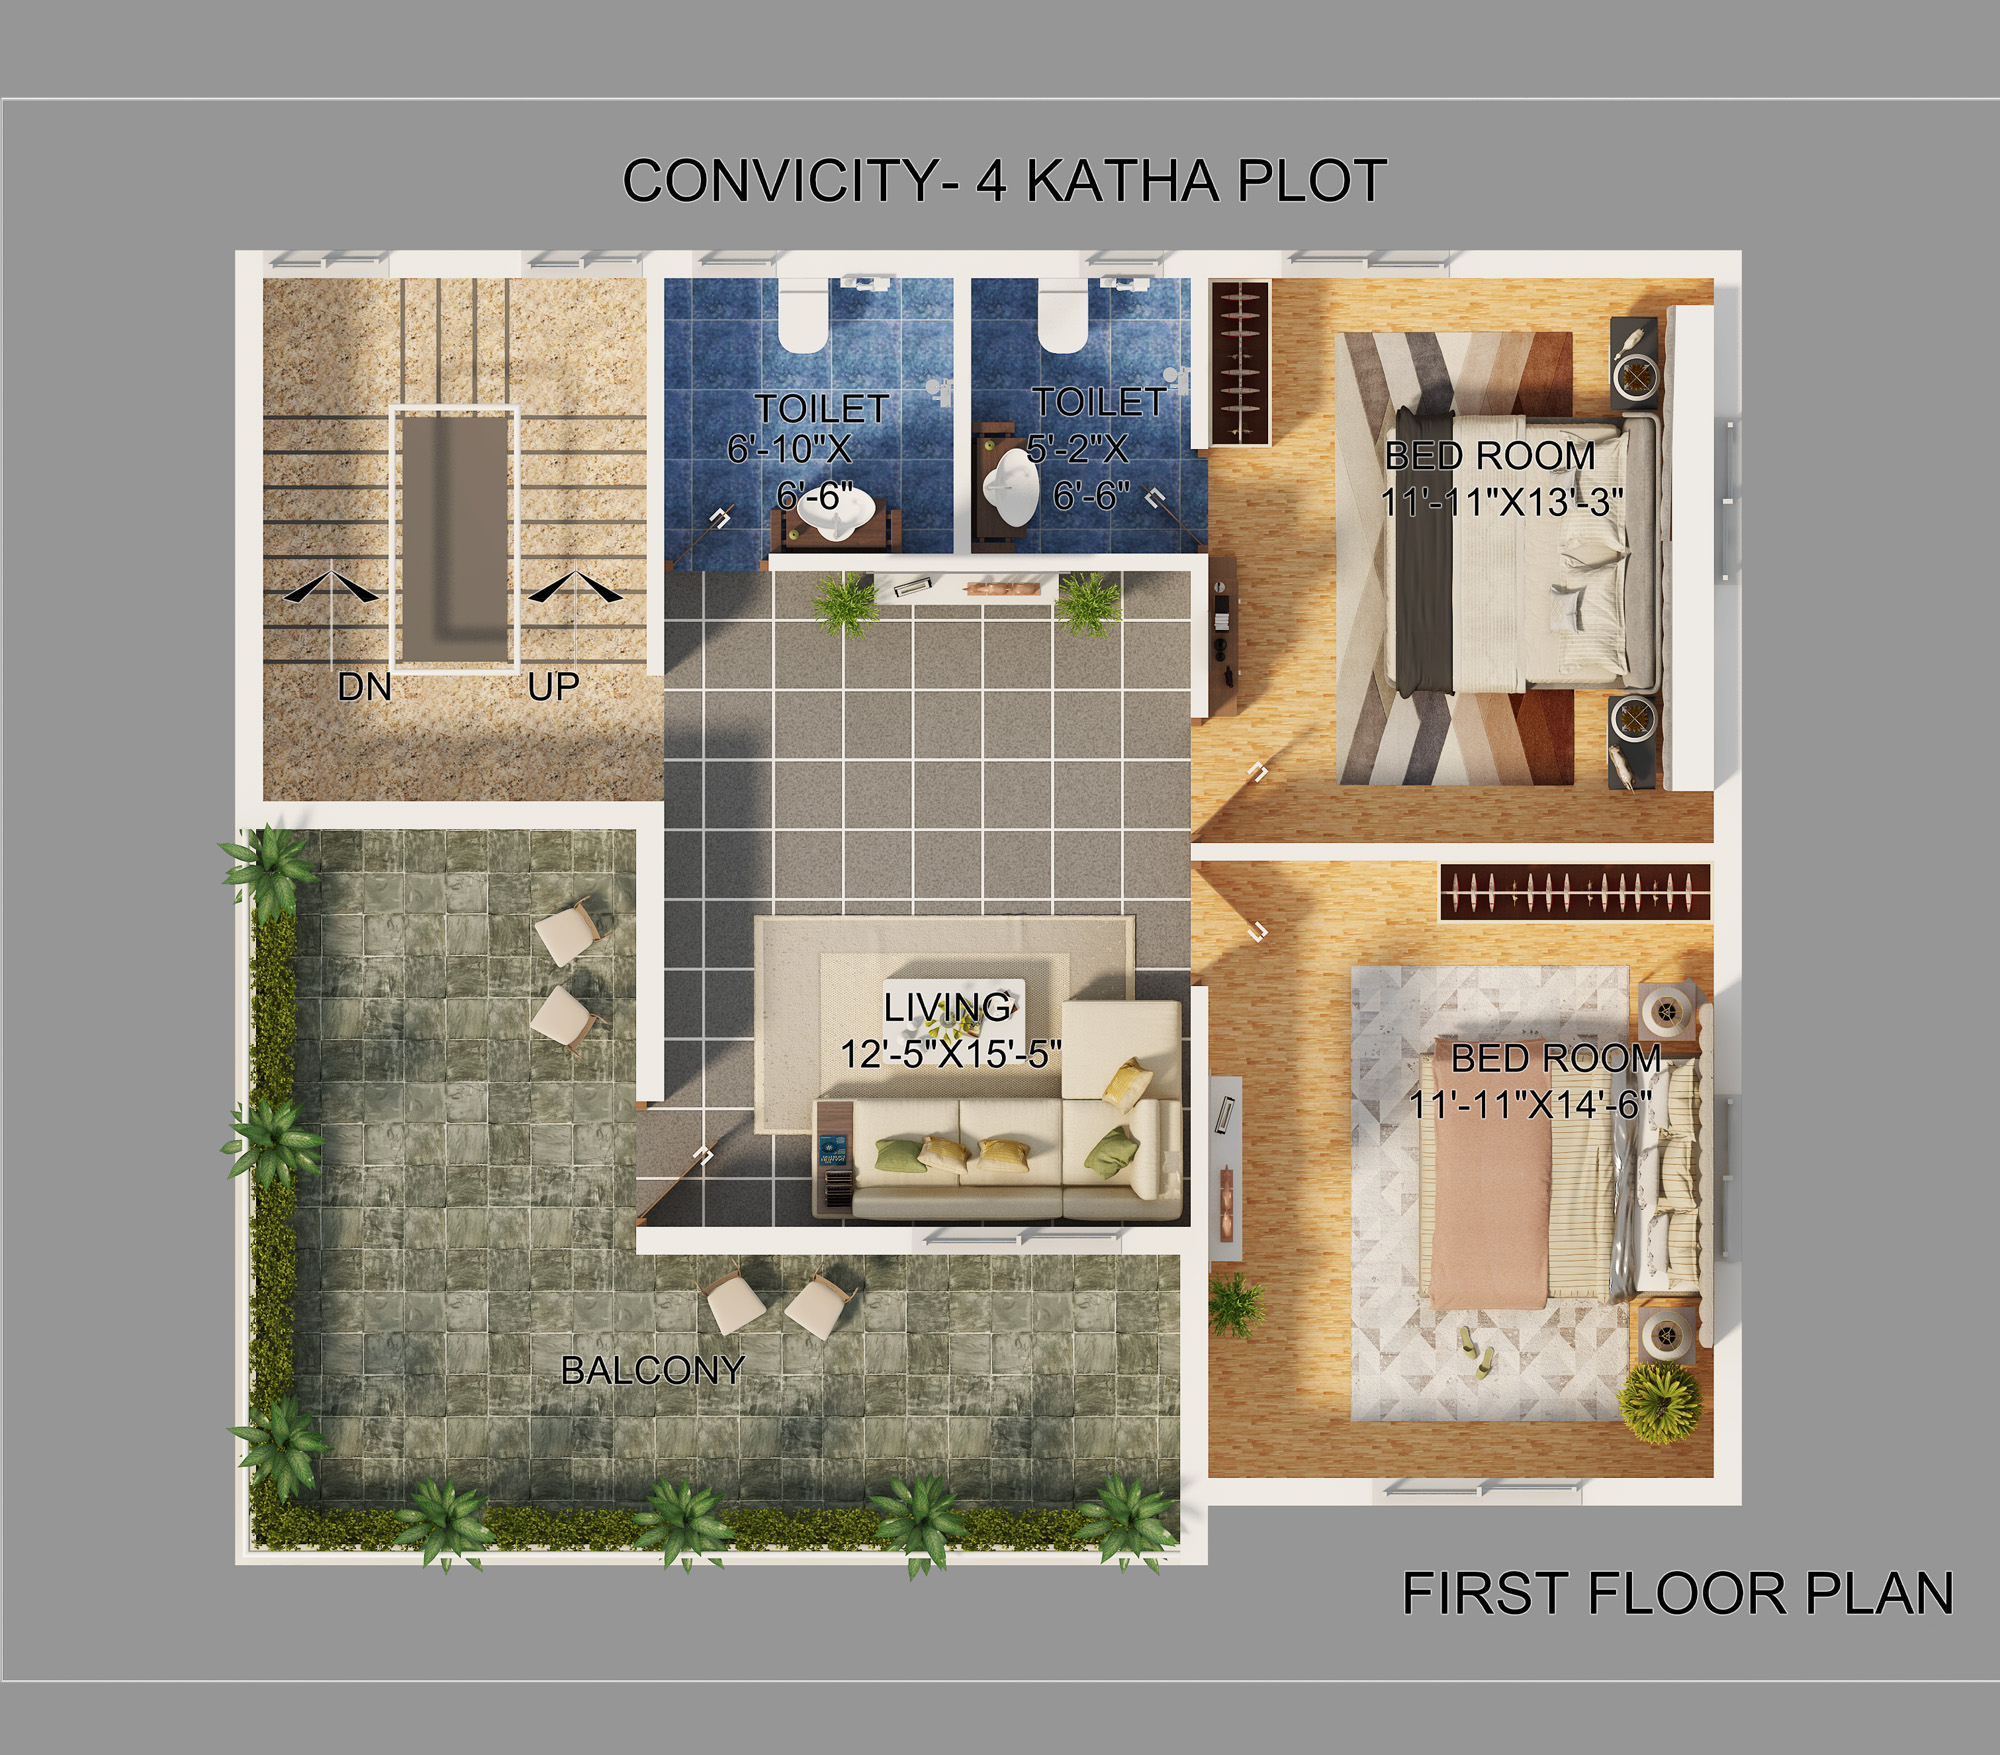 CONVICITY- 4 KATHA PLOT
TOILET
6'-10"X
6'-6"
TOILET
5'-2"X
6'-6"
BED ROOM
11'-11"X13'-3"
DN
UP
LIVING
12'-5"X15'-5"
BED ROOM
11'-11"X14'-6"
BALCONY
FIRST FLOOR PLAN